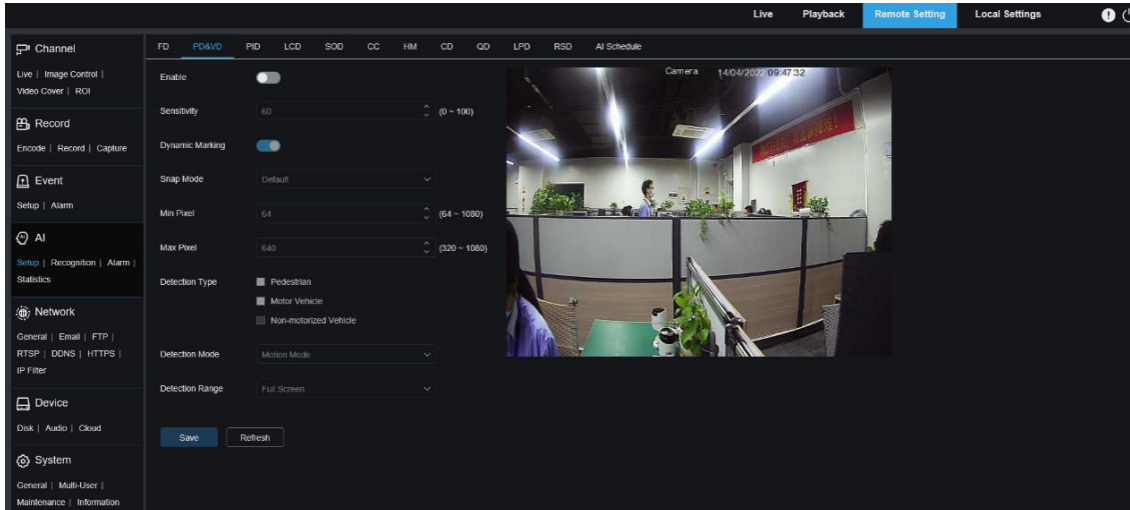 Live Playback Remote Setting Local Settings
Channel
Live | Image Control |
Video Cover | ROI
Record
Encode | Record | Capture
Event
Setup | Alarm
AI
Setup | Recognition | Alarm |
Statistics
Network
General | Email | FTP |
RTSP | DDNS | HTTPS |
IP Filter
Device
Disk | Audio | Cloud
System
General | Multi-User |
Maintenance | Information
FD PD&VD PID LCD SOD CC HM CD QD LPD RSD AI Schedule
Enable
Sensitivity 60 (0 ~ 100)
Dynamic Marking
Snap Mode Default
Min Pixel 64 (64 ~ 1080)
Max Pixel 640 (320 ~ 1080)
Detection Type Pedestrian
Motor Vehicle
Non-motorized Vehicle
Detection Mode Motion Mode
Detection Range Full Screen
Save Refresh
Camera 14/04/2022 09:47:32